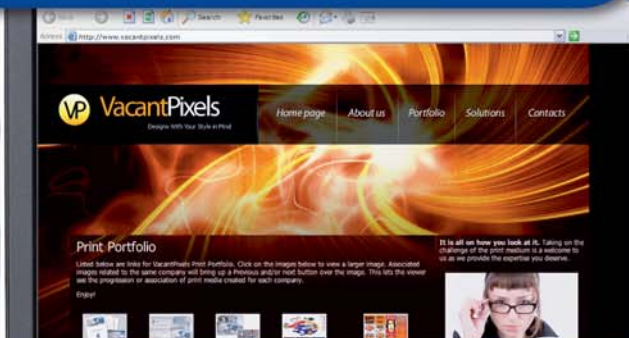 Search
Favorites
Address http://www.vacantpixels.com
VP VacantPixels
Designs With Your Style in Mind
Home page About us Portfolio Solutions Contacts
Print Portfolio
Listed below are links for VacantPixels Print Portfolio. Click on the images below to view a larger image. Associated
images related to the same company will bring up a Previous and/or next button over the image. This lets the viewer
see the progression or association of print media created for each company.
Enjoy!
It is all on how you look at it. Taking on the
challenge of the print medium is a welcome to
us as we provide the expertise you deserve.